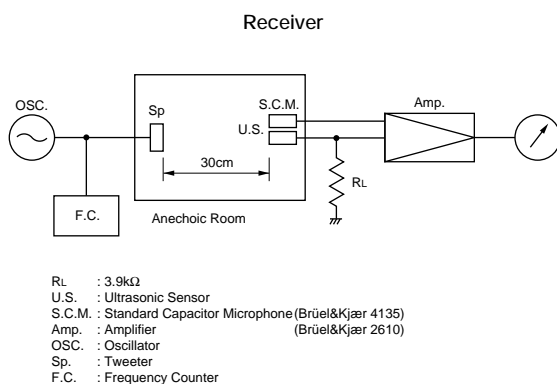 Receiver
OSC.
Sp
S.C.M.
U.S.
Amp.
30cm
RL
F.C.
Anechoic Room
RL : 3.9kΩ
U.S. : Ultrasonic Sensor
S.C.M. : Standard Capacitor Microphone (Brüel&Kjær 4135)
Amp. : Amplifier (Brüel&Kjær 2610)
OSC. : Oscillator
Sp. : Tweeter
F.C. : Frequency Counter